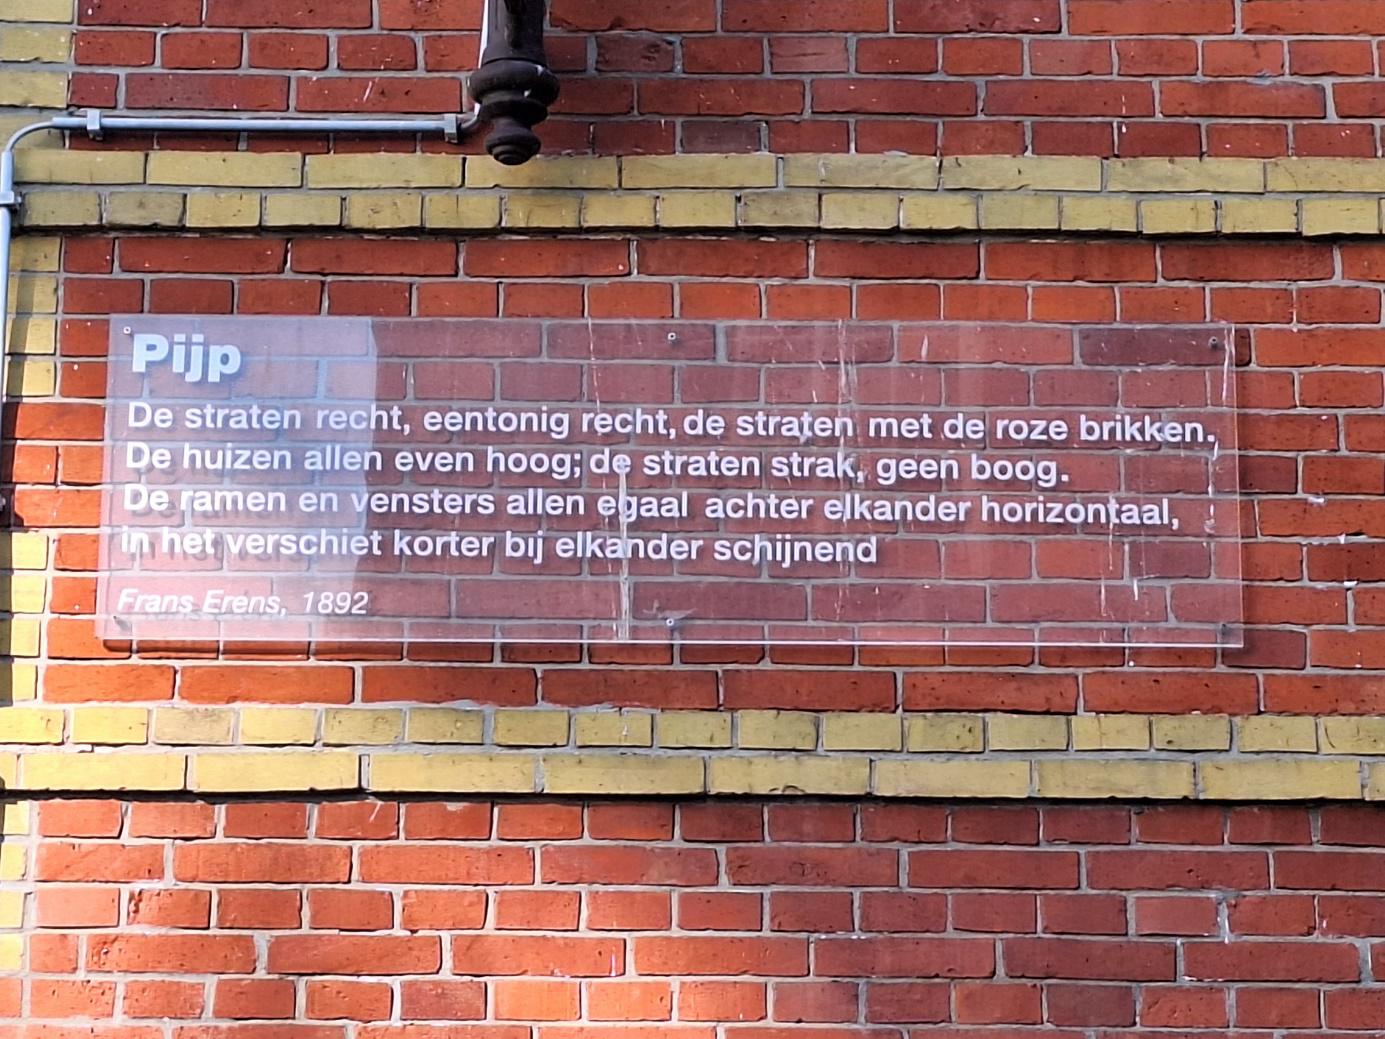 Pijp
De straten recht, eentonig recht, de straten met de roze brikken.
De huizen allen even hoog; de straten strak, geen boog.
De ramen en vensters allen egaal achter elkander horizontaal,
in het verschiet korter bij elkander schijnend
Frans Erens, 1892